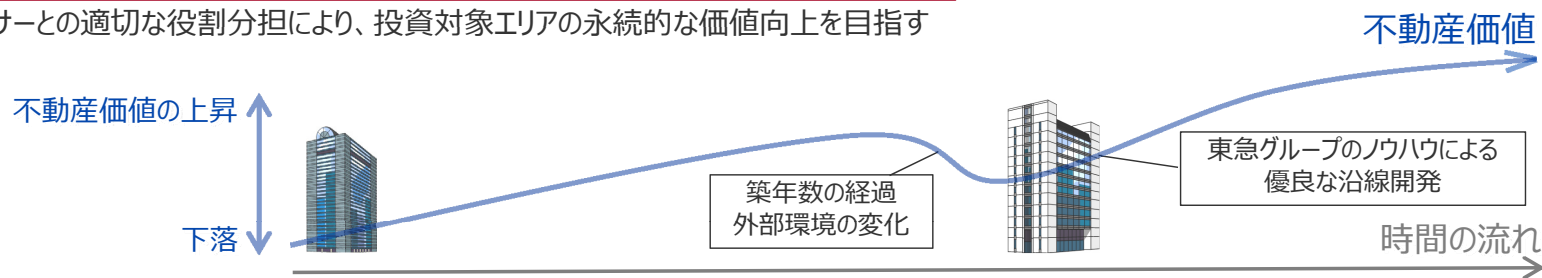 サーとの適切な役割分担により、投資対象エリアの永続的な価値向上を目指す
不動産価値
不動産価値の上昇
東急グループのノウハウによる
優良な沿線開発
築年数の経過
外部環境の変化
下落
時間の流れ